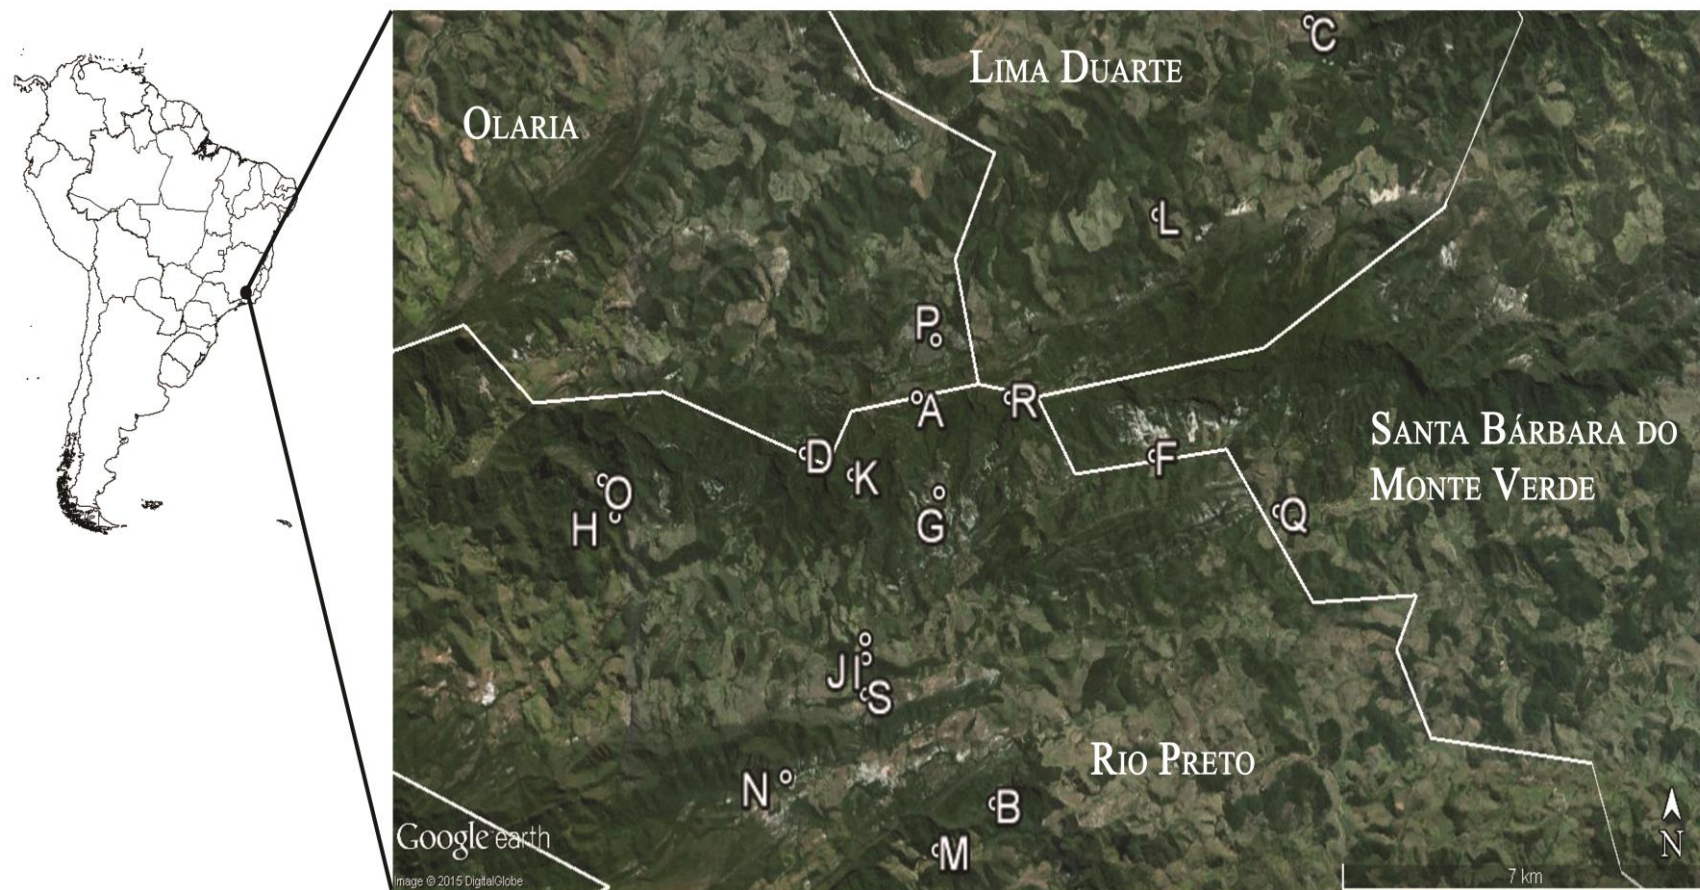 C
LIMA DUARTE
OLARIA
L
P
A
R
SANTA BÁRBARA DO
MONTE VERDE
D
K
F
O
H
G
Q
J I
S
RIO PRETO
N
B
M
Google earth
Image © 2015 DigitalGlobe
7 km
N